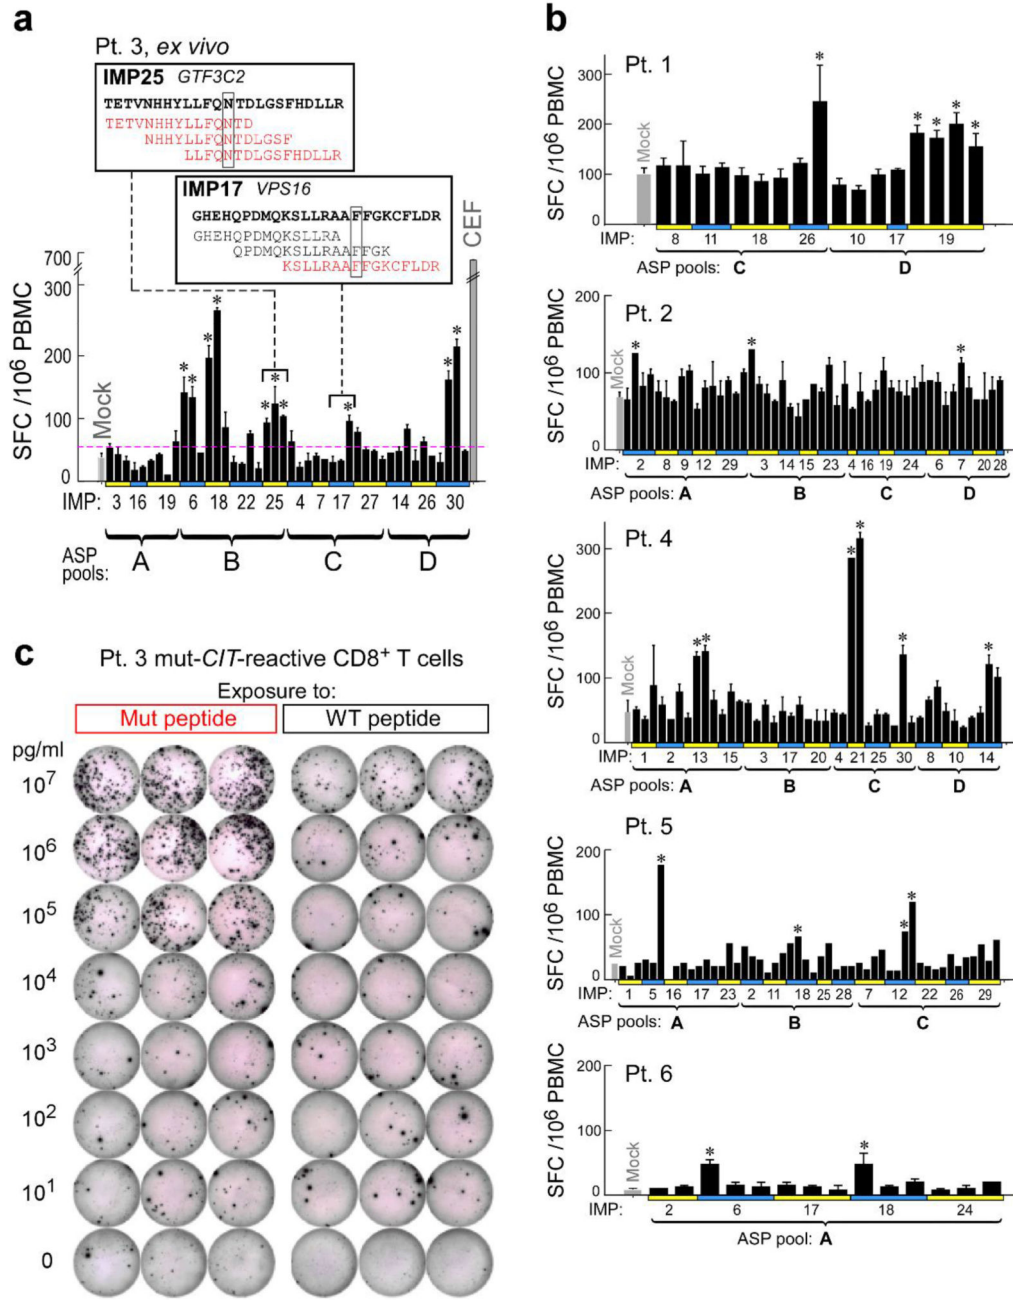 a
Pt. 3, ex vivo
IMP25 GTF3C2
TETVNHHYLLFQNTDLGSFHDLLR
TETVNHHYLLFQNTD
NHHYLLFQNTDLGSF
LLFQNTDLGSFHDLLR
IMP17 VPS16
GHEHQPDMQKSLLRAAFFGKCFLDR
GHEHQPDMQKSLLRA
QPDMQKSLLRAAFFGK
KSLLRAAFFGKCFLDR
CEF
700
300
200
100
0
SFC /10⁶ PBMC
Mock
* * * * * * * * * *
IMP: 3 16 19 6 18 22 25 4 7 17 27 14 26 30
ASP pools: A B C D
b
Pt. 1
SFC /10⁶ PBMC
300
200
100
0
Mock
* * * * *
IMP: 8 11 18 26 10 17 19
ASP pools: C D
Pt. 2
SFC /10⁶ PBMC
200
100
0
Mock
* * *
IMP: 2 8 9 12 29 3 14 15 23 4 16 19 24 6 7 20 28
ASP pools: A B C D
Pt. 4
SFC /10⁶ PBMC
300
200
100
0
Mock
* * * * * *
IMP: 1 2 13 15 3 17 20 4 21 25 30 8 10 14
ASP pools: A B C D
Pt. 5
SFC /10⁶ PBMC
200
100
0
Mock
* * * *
IMP: 1 5 16 17 23 2 11 18 25 28 7 12 22 26 29
ASP pools: A B C
Pt. 6
SFC /10⁶ PBMC
200
100
0
Mock
* *
IMP: 2 6 17 18 24
ASP pool: A
c
Pt. 3 mut-CIT-reactive CD8⁺ T cells
Exposure to:
Mut peptide WT peptide
pg/ml
10⁷
10⁶
10⁵
10⁴
10³
10²
10¹
0